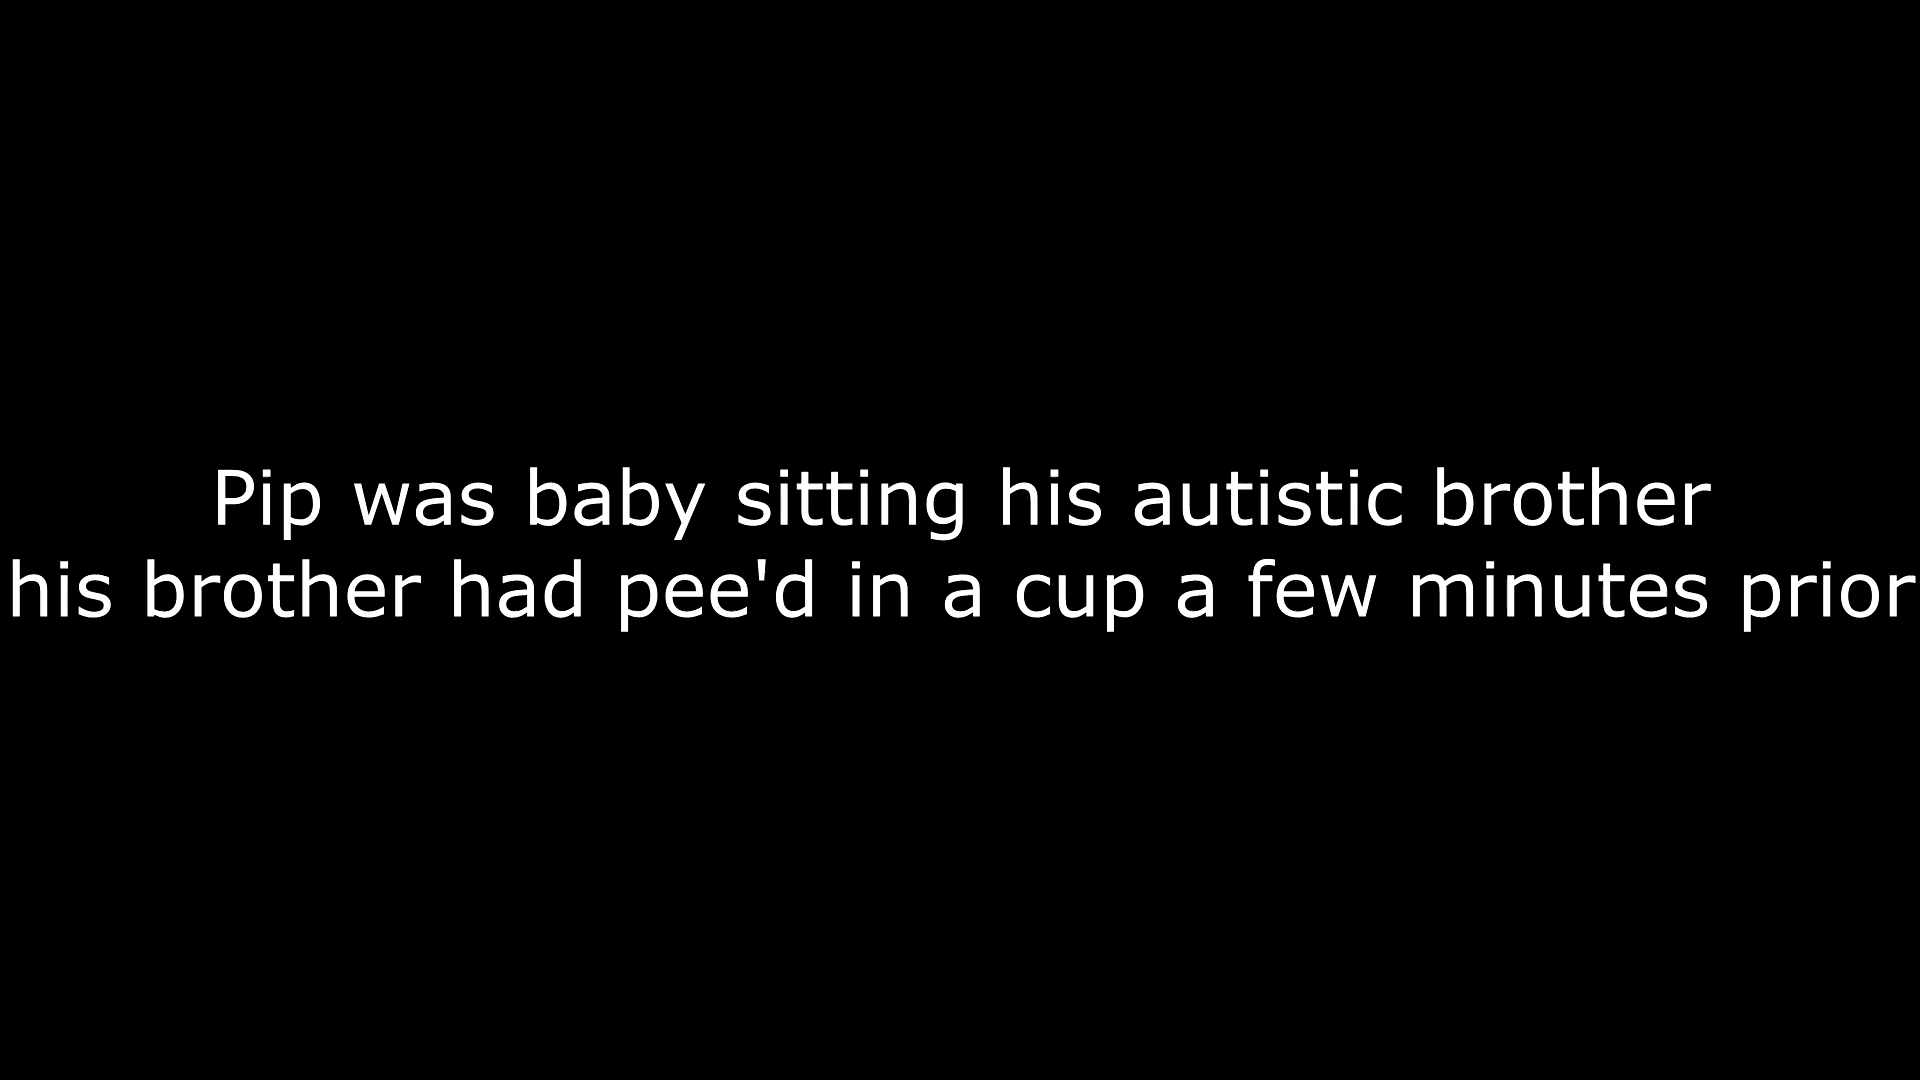 Pip was baby sitting his autistic brother
his brother had pee'd in a cup a few minutes prior